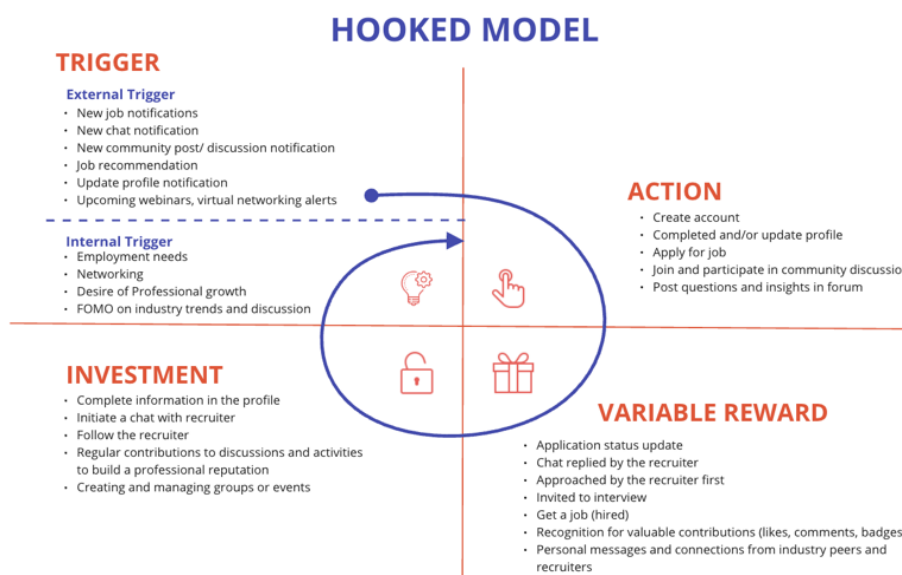 HOOKED MODEL
TRIGGER
External Trigger
• New job notifications
• New chat notification
• New community post/ discussion notification
• Job recommendation
• Update profile notification
• Upcoming webinars, virtual networking alerts
Internal Trigger
• Employment needs
• Networking
• Desire of Professional growth
• FOMO on industry trends and discussion
ACTION
• Create account
• Completed and/or update profile
• Apply for job
• Join and participate in community discussio
• Post questions and insights in forum
INVESTMENT
• Complete information in the profile
• Initiate a chat with recruiter
• Follow the recruiter
• Regular contributions to discussions and activities
to build a professional reputation
• Creating and managing groups or events
VARIABLE REWARD
• Application status update
• Chat replied by the recruiter
• Approached by the recruiter first
• Invited to interview
• Get a job (hired)
• Recognition for valuable contributions (likes, comments, badges
• Personal messages and connections from industry peers and
recruiters